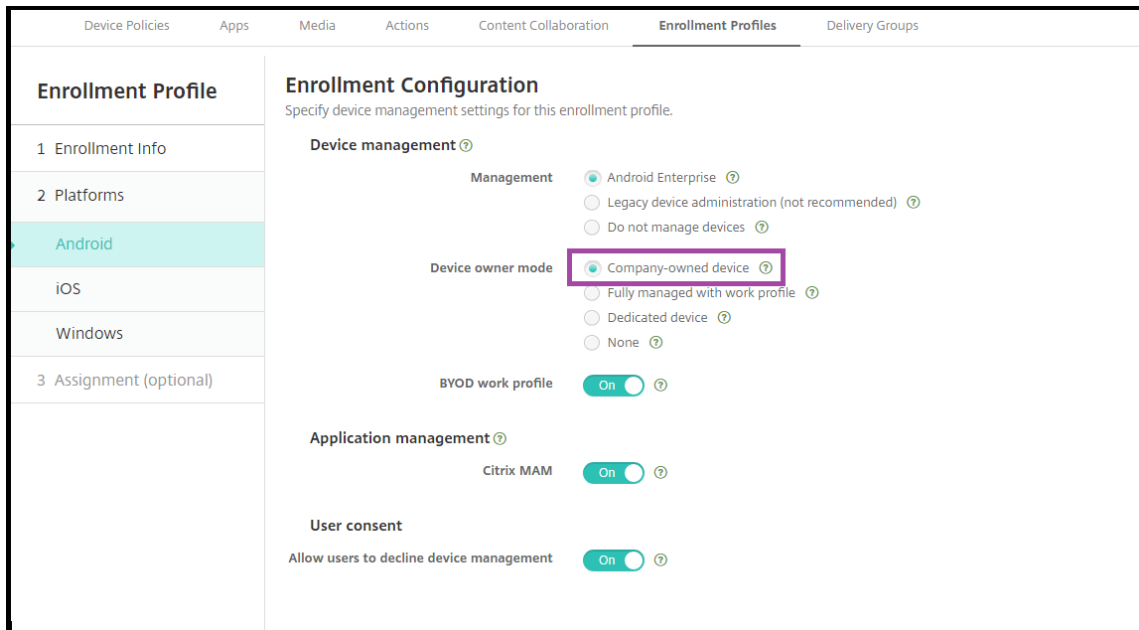 Device Policies Apps Media Actions Content Collaboration Enrollment Profiles Delivery Groups
Enrollment Profile
1 Enrollment Info
2 Platforms
Android
iOS
Windows
3 Assignment (optional)
Enrollment Configuration
Specify device management settings for this enrollment profile.
Device management ?
Management
Android Enterprise ?
Legacy device administration (not recommended) ?
Do not manage devices ?
Device owner mode
Company-owned device ?
Fully managed with work profile ?
Dedicated device ?
None ?
BYOD work profile On ?
Application management ?
Citrix MAM On ?
User consent
Allow users to decline device management On ?